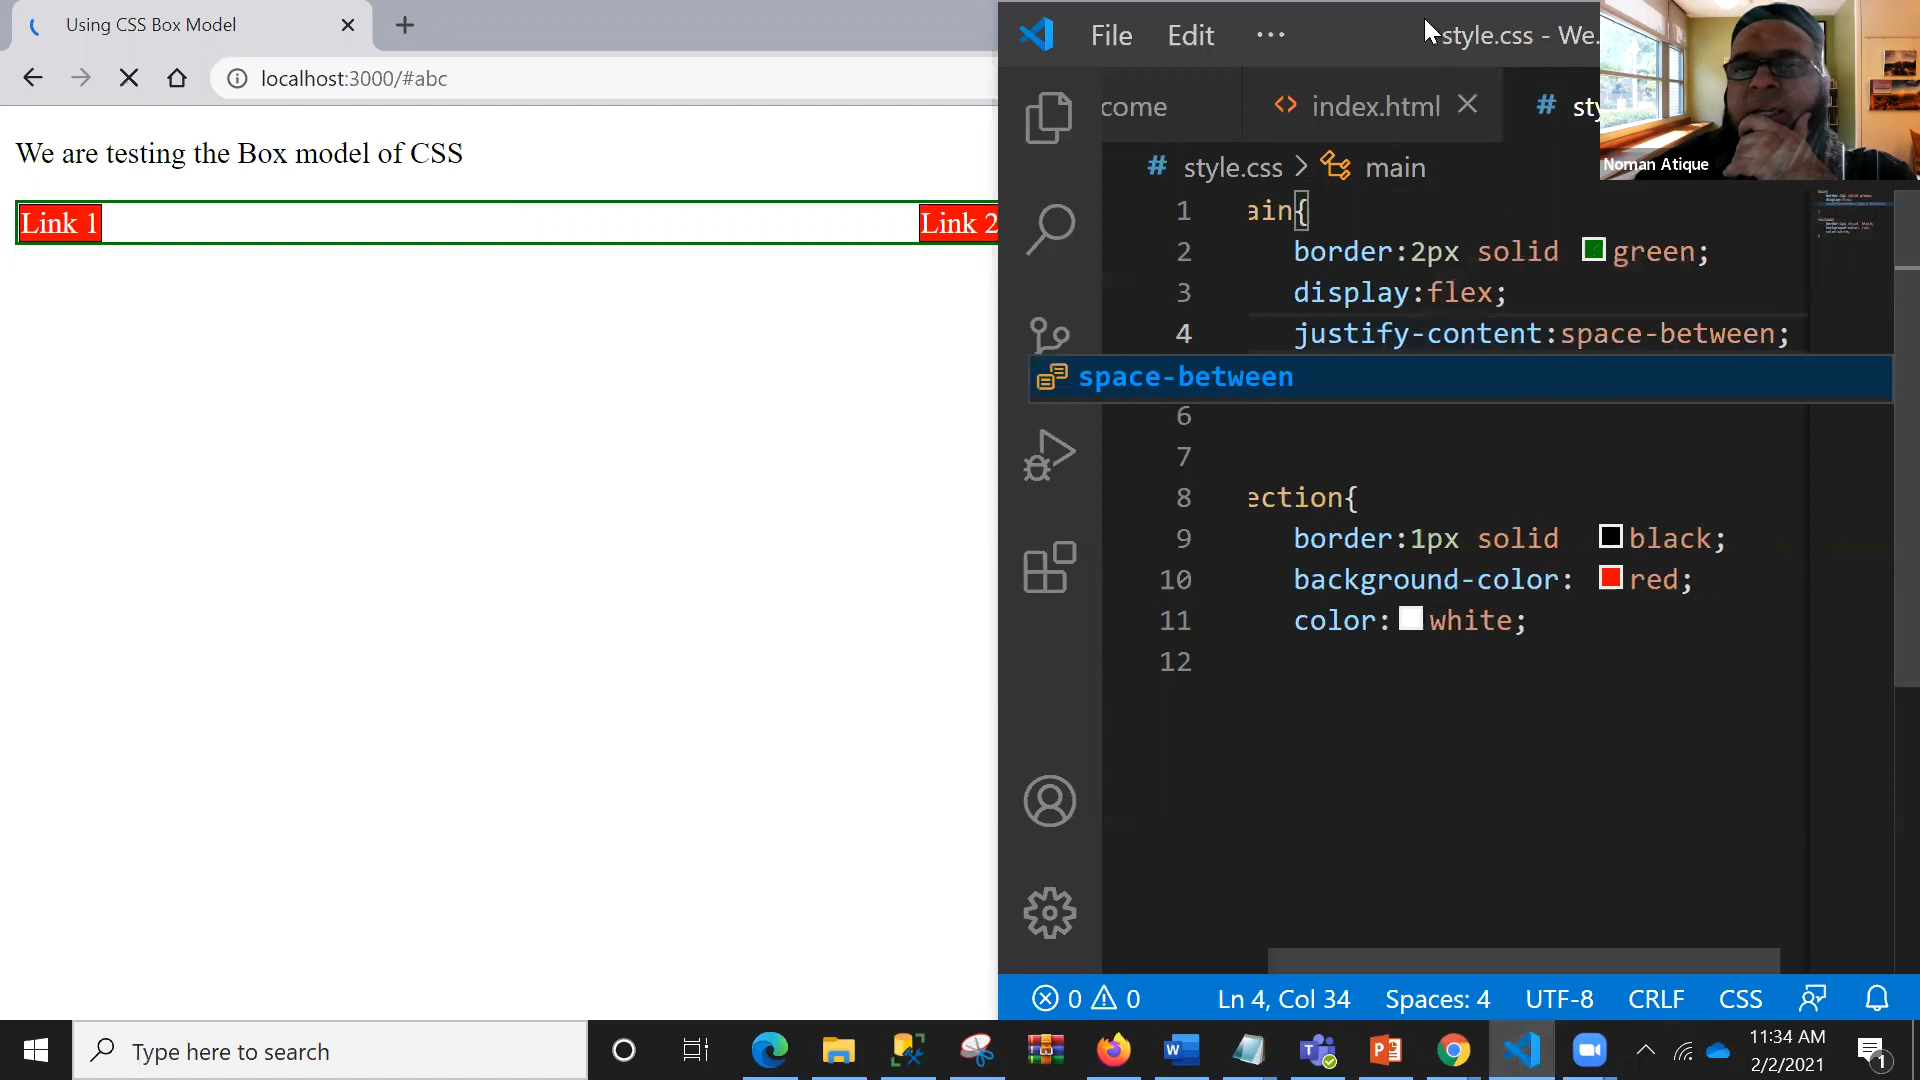 Using CSS Box Model
localhost:3000/#abc
We are testing the Box model of CSS
Link 1
Link 2
File Edit ···
style.css - We.
come
index.html
# sty
# style.css > main
1 ain{
2 border:2px solid green;
3 display:flex;
4 justify-content:space-between;
space-between
6
7
8 ection{
9 border:1px solid black;
10 background-color: red;
11 color: white;
12
Noman Atique
0 0
Ln 4, Col 34
Spaces: 4
UTF-8
CRLF
CSS
Type here to search
11:34 AM
2/2/2021
1